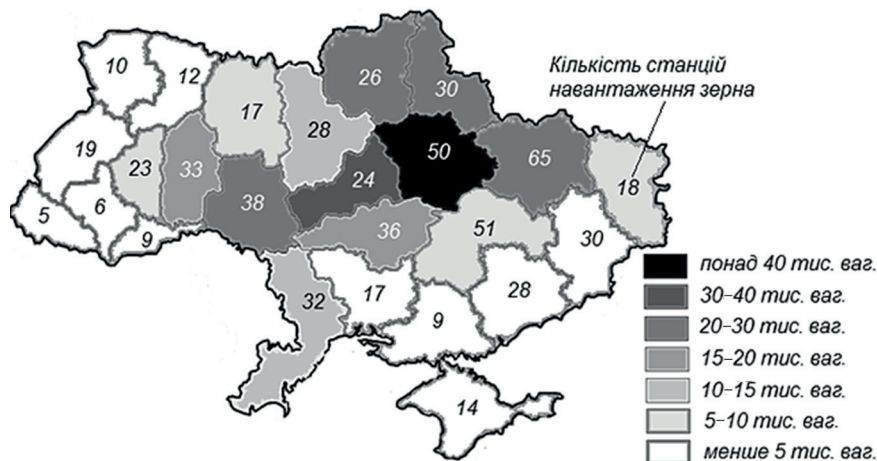 10
12
17
28
26
30
Кількість станцій
навантаження зерна
19
23
33
38
24
50
65
18
5
6
9
36
51
30
32
17
9
28
14
понад 40 тис. ваг.
30–40 тис. ваг.
20–30 тис. ваг.
15–20 тис. ваг.
10–15 тис. ваг.
5–10 тис. ваг.
менше 5 тис. ваг.